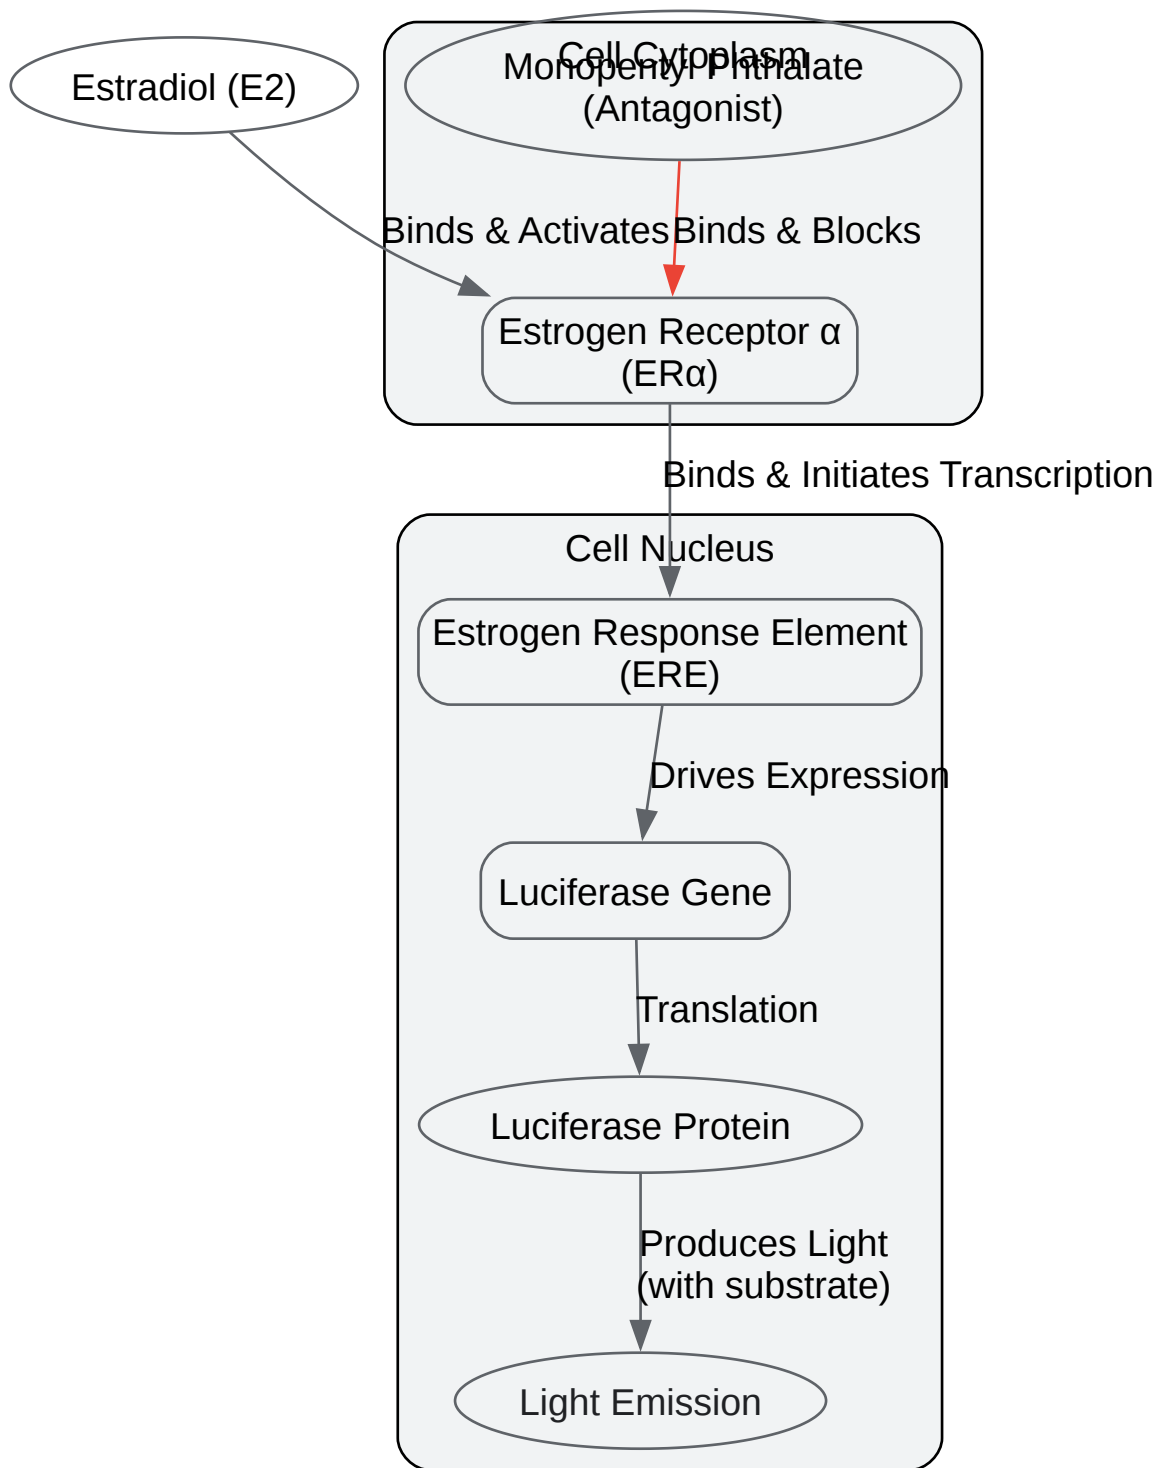 Cell Cytoplasm
Estradiol (E2)
Monopentyl Phthalate
(Antagonist)
Binds & Activates
Binds & Blocks
Estrogen Receptor α
(ERα)
Binds & Initiates Transcription
Cell Nucleus
Estrogen Response Element
(ERE)
Drives Expression
Luciferase Gene
Translation
Luciferase Protein
Produces Light
(with substrate)
Light Emission